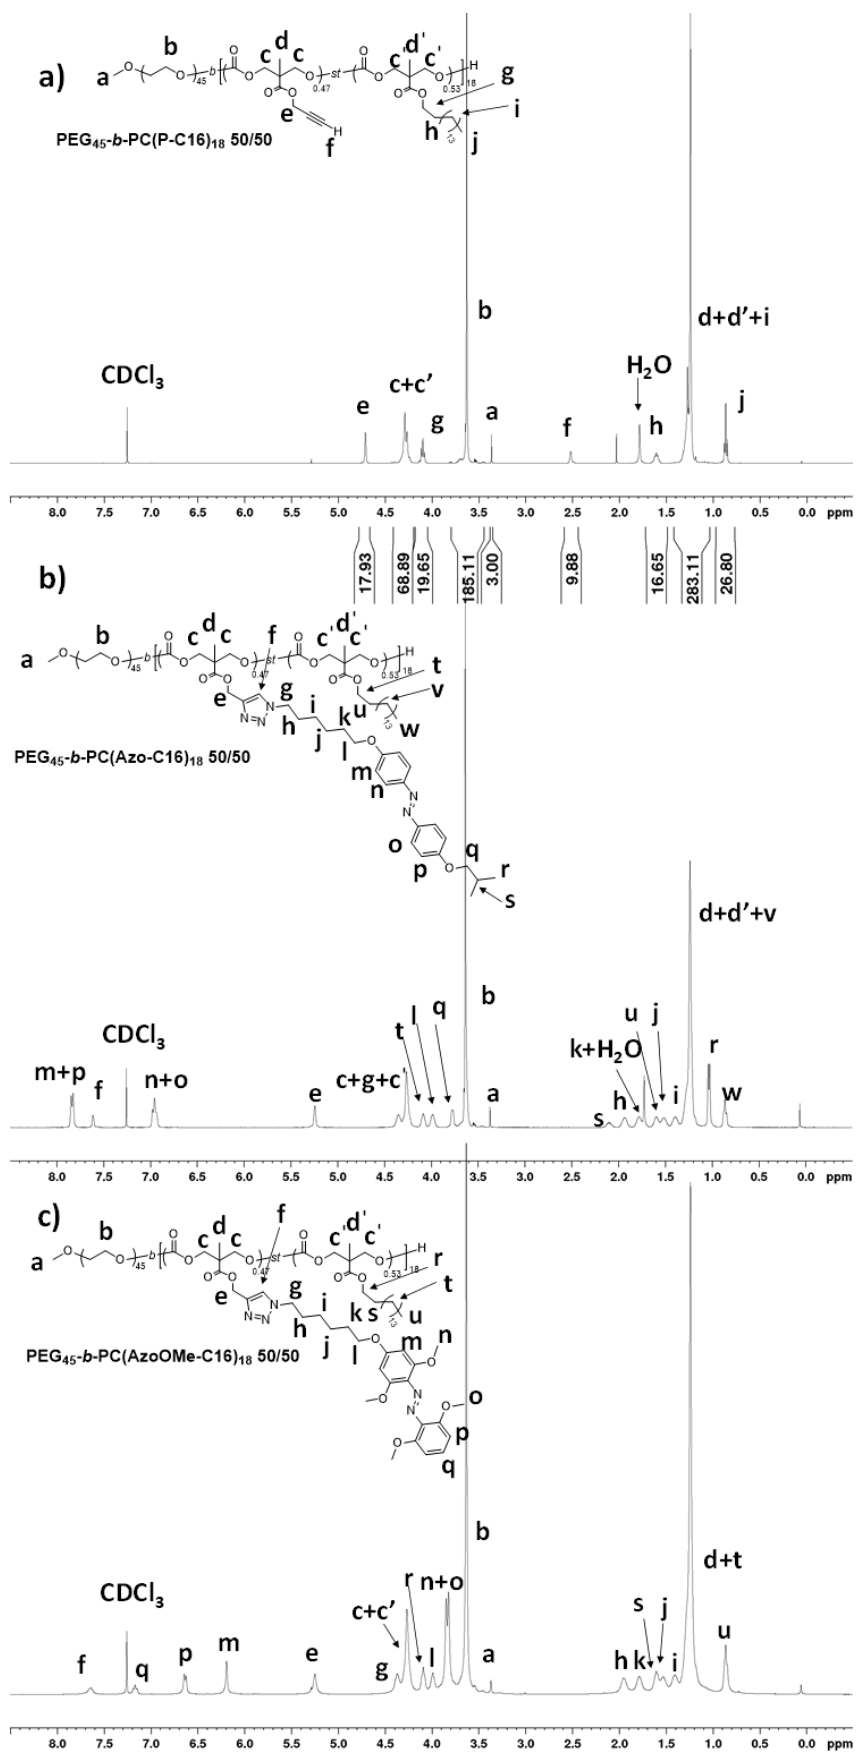 a)
a
b
c
d
c
c'
d'
c'
O
O
45
b
0.47
st
0.53
18
H
e
f
g
h
i
j
13
PEG45-b-PC(P-C16)18 50/50
b
d+d'+i
CDCl3
H2O
c+c'
e
g
a
f
h
j
8.0 7.5 7.0 6.5 6.0 5.5 5.0 4.5 4.0 3.5 3.0 2.5 2.0 1.5 1.0 0.5 0.0 ppm
17.93 68.89 19.65 185.11 3.00 9.88 16.65 283.11 26.80
b)
a
b
c
d
c
f
c'
d'
c'
45
b
0.47
st
0.53
18
H
t
v
e
g
i
k
u
13
w
h
j
l
N=N
PEG45-b-PC(Azo-C16)18 50/50
m
n
N
N
o
p
q
r
s
d+d'+v
b
CDCl3
m+p
f
n+o
e
c+g+c
t
l
q
a
k+H2O
u
j
r
s
h
i
w
8.0 7.5 7.0 6.5 6.0 5.5 5.0 4.5 4.0 3.5 3.0 2.5 2.0 1.5 1.0 0.5 0.0 ppm
c)
a
b
c
d
c
f
c'
d'
c'
45
b
0.47
st
0.53
18
H
r
t
e
g
i
k
s
13
u
h
j
l
m
n
N=N
PEG45-b-PC(AzoOMe-C16)18 50/50
N
N
o
p
q
b
d+t
CDCl3
f
q
p
m
e
c+c'
r
n+o
g
l
a
s
j
h
k
i
u
8.0 7.5 7.0 6.5 6.0 5.5 5.0 4.5 4.0 3.5 3.0 2.5 2.0 1.5 1.0 0.5 0.0 ppm